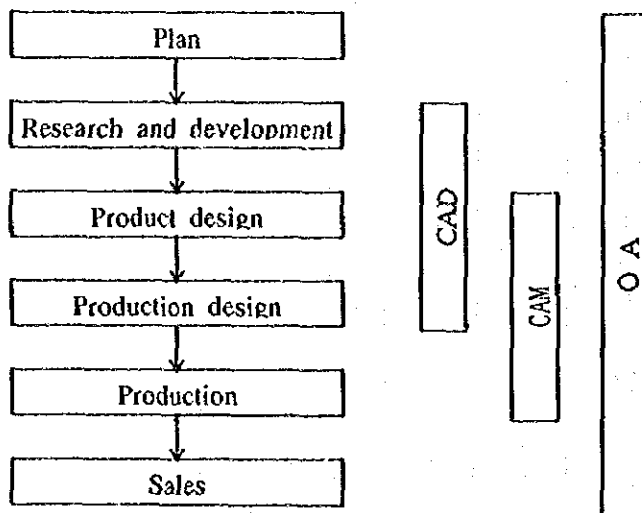 Plan
Research and development
Product design
Production design
Production
Sales
CAD
CAM
O A